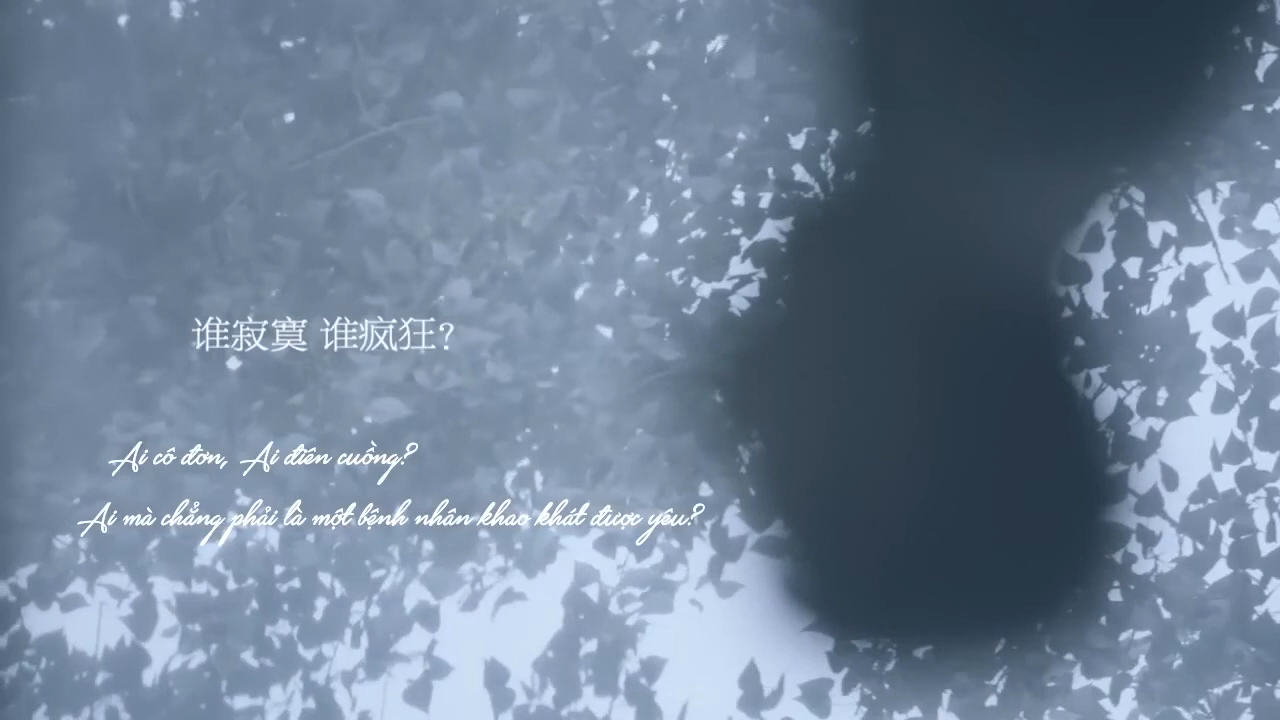 谁寂寞 谁疯狂?
Ai cô đơn, Ai điên cuồng?
Ai mà chẳng phải là một bệnh nhân khao khát được yêu?